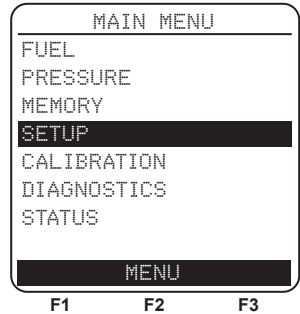 MAIN MENU
FUEL
PRESSURE
MEMORY
SETUP
CALIBRATION
DIAGNOSTICS
STATUS
MENU
F1 F2 F3